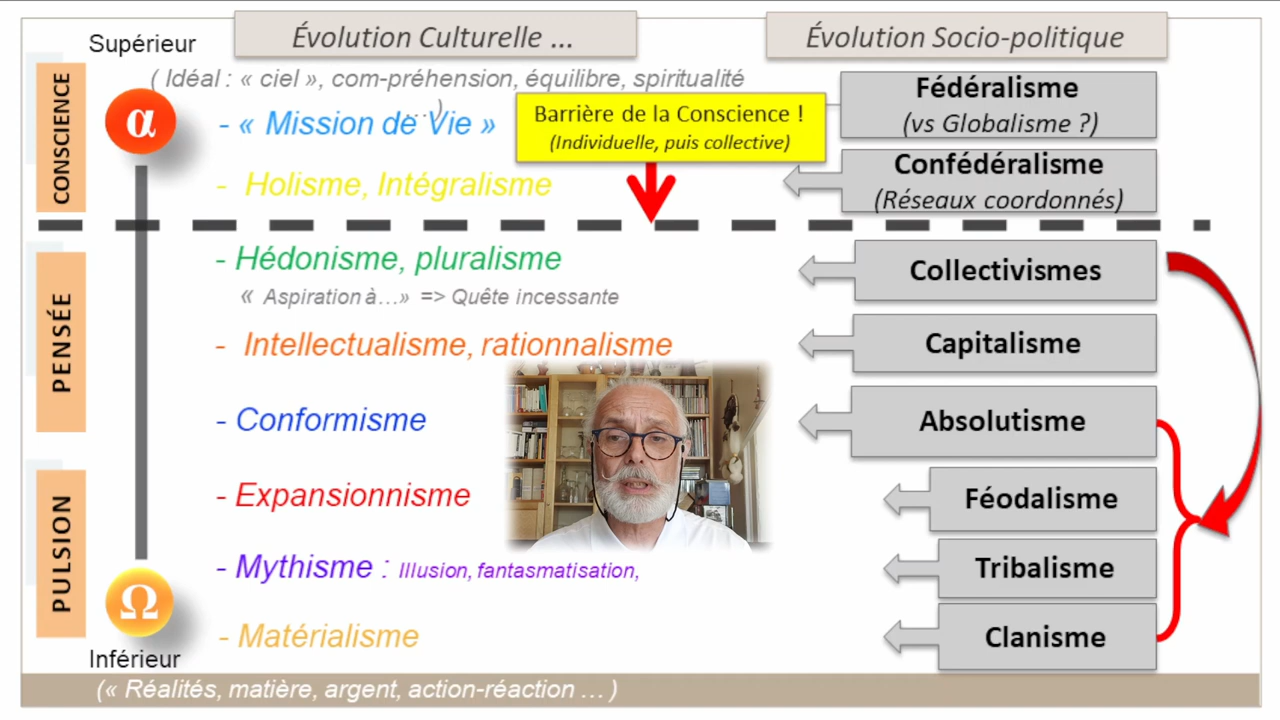 Évolution Culturelle ...
Évolution Socio-politique
Supérieur
( Idéal : « ciel », com-préhension, équilibre, spiritualité
... )
CONSCIENCE
α
- « Mission de Vie »
Barrière de la Conscience !
(Individuelle, puis collective)
Fédéralisme
(vs Globalisme ?)
- Holisme, Intégralisme
Confédéralisme
(Réseaux coordonnés)
PENSÉE
- Hédonisme, pluralisme
Collectivismes
« Aspiration à...» => Quête incessante
- Intellectualisme, rationnalisme
Capitalisme
- Conformisme
Absolutisme
PULSION
- Expansionnisme
Féodalisme
- Mythisme : Illusion, fantasmatisation,
Tribalisme
Ω
- Matérialisme
Clanisme
Inférieur
(« Réalités, matière, argent, action-réaction ... )